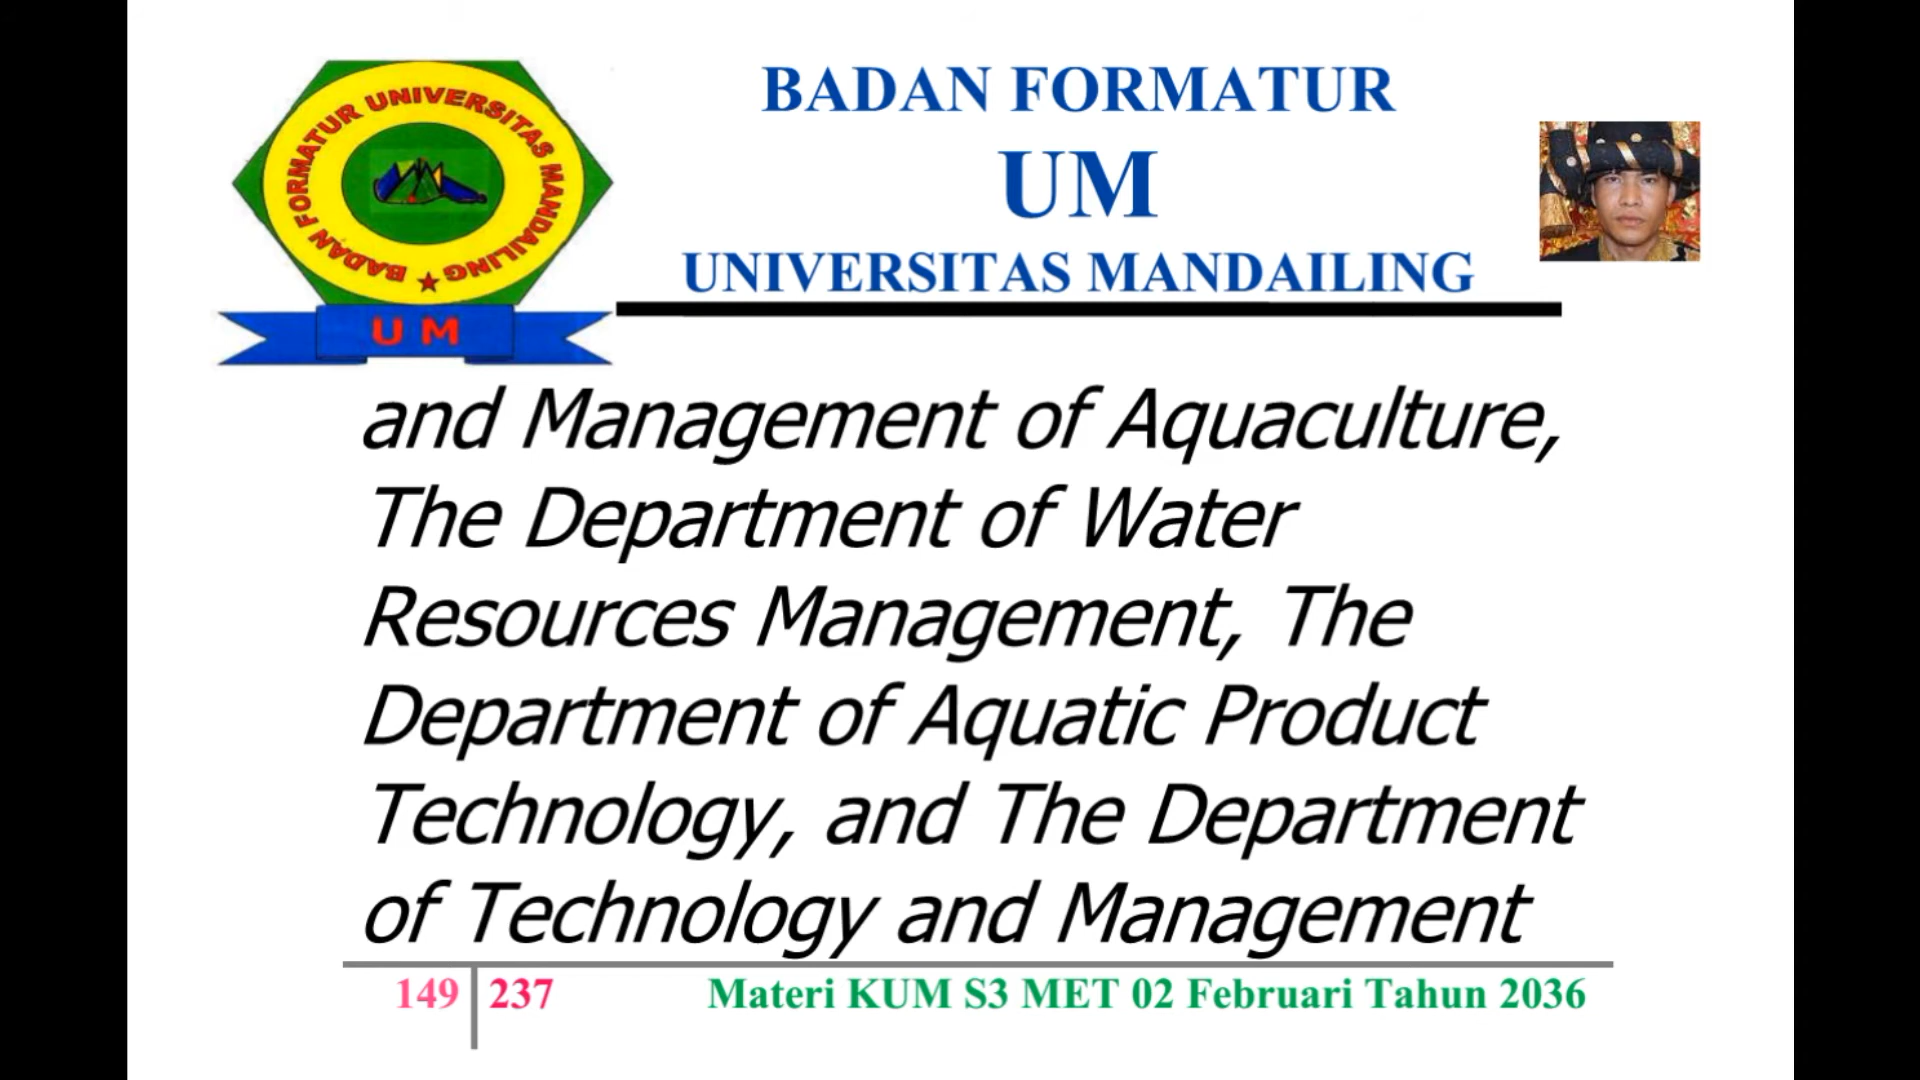 BADAN FORMATUR UNIVERSITAS MANDAILING
U M
BADAN FORMATUR
UM
UNIVERSITAS MANDAILING
and Management of Aquaculture,
The Department of Water
Resources Management, The
Department of Aquatic Product
Technology, and The Department
of Technology and Management
149 237 Materi KUM S3 MET 02 Februari Tahun 2036